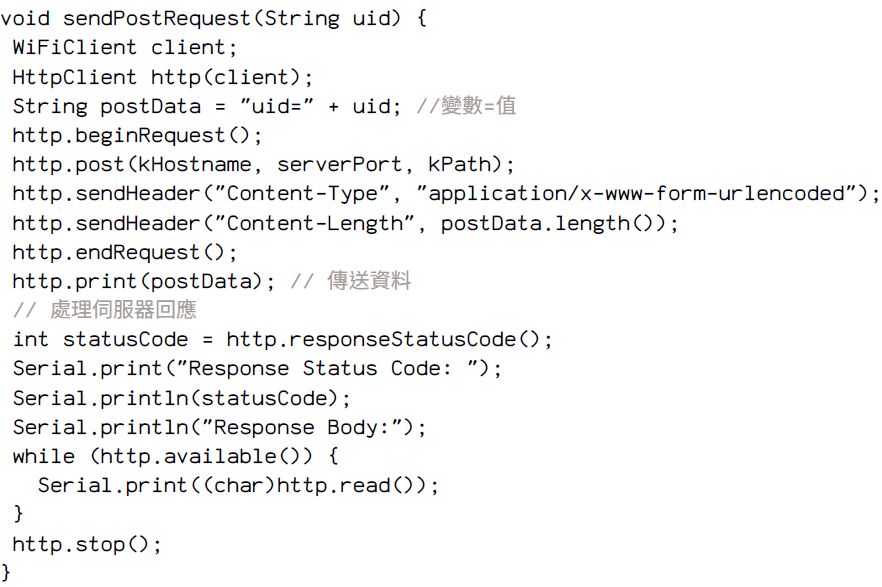 void sendPostRequest(String uid) {
 WiFiClient client;
 HttpClient http(client);
 String postData = "uid=" + uid; //變數=值
 http.beginRequest();
 http.post(kHostname, serverPort, kPath);
 http.sendHeader("Content-Type", "application/x-www-form-urlencoded");
 http.sendHeader("Content-Length", postData.length());
 http.endRequest();
 http.print(postData); // 傳送資料
 // 處理伺服器回應
 int statusCode = http.responseStatusCode();
 Serial.print("Response Status Code: ");
 Serial.println(statusCode);
 Serial.println("Response Body:");
 while (http.available()) {
   Serial.print((char)http.read());
 }
 http.stop();
}